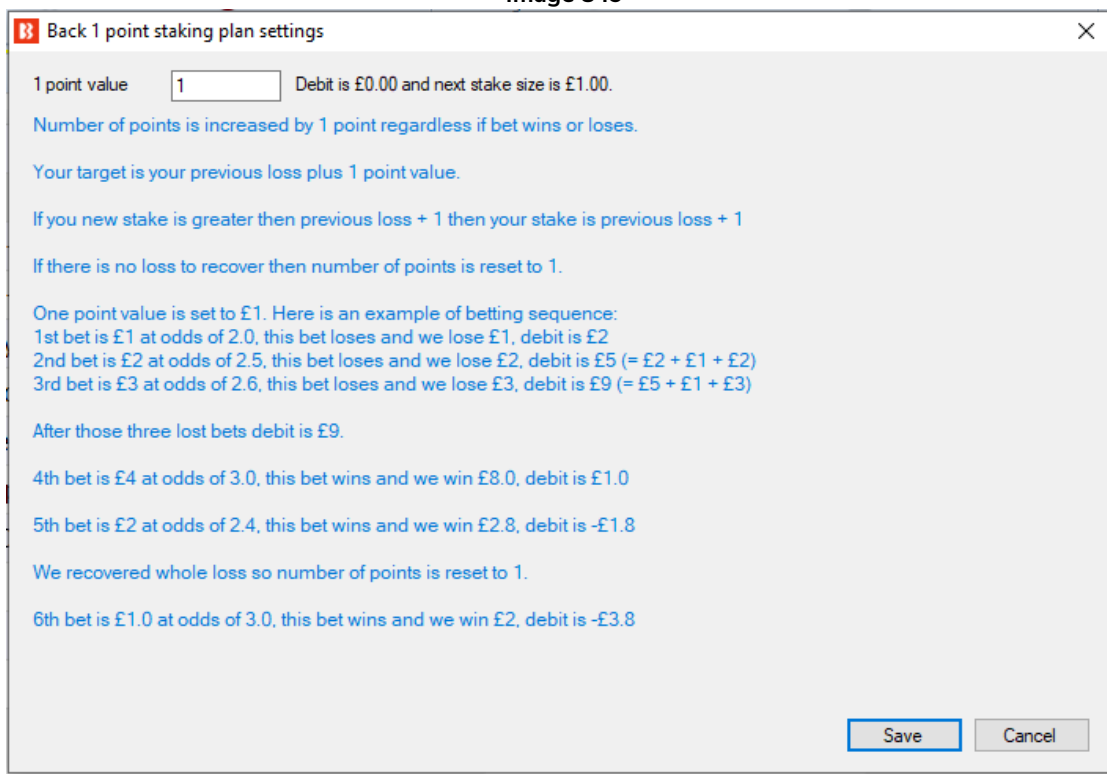 Back 1 point staking plan settings
1 point value 1 Debit is £0.00 and next stake size is £1.00.
Number of points is increased by 1 point regardless if bet wins or loses.
Your target is your previous loss plus 1 point value.
If you new stake is greater then previous loss + 1 then your stake is previous loss + 1
If there is no loss to recover then number of points is reset to 1.
One point value is set to £1. Here is an example of betting sequence:
1st bet is £1 at odds of 2.0, this bet loses and we lose £1, debit is £2
2nd bet is £2 at odds of 2.5, this bet loses and we lose £2, debit is £5 (= £2 + £1 + £2)
3rd bet is £3 at odds of 2.6, this bet loses and we lose £3, debit is £9 (= £5 + £1 + £3)
After those three lost bets debit is £9.
4th bet is £4 at odds of 3.0, this bet wins and we win £8.0, debit is £1.0
5th bet is £2 at odds of 2.4, this bet wins and we win £2.8, debit is -£1.8
We recovered whole loss so number of points is reset to 1.
6th bet is £1.0 at odds of 3.0, this bet wins and we win £2, debit is -£3.8
Save Cancel